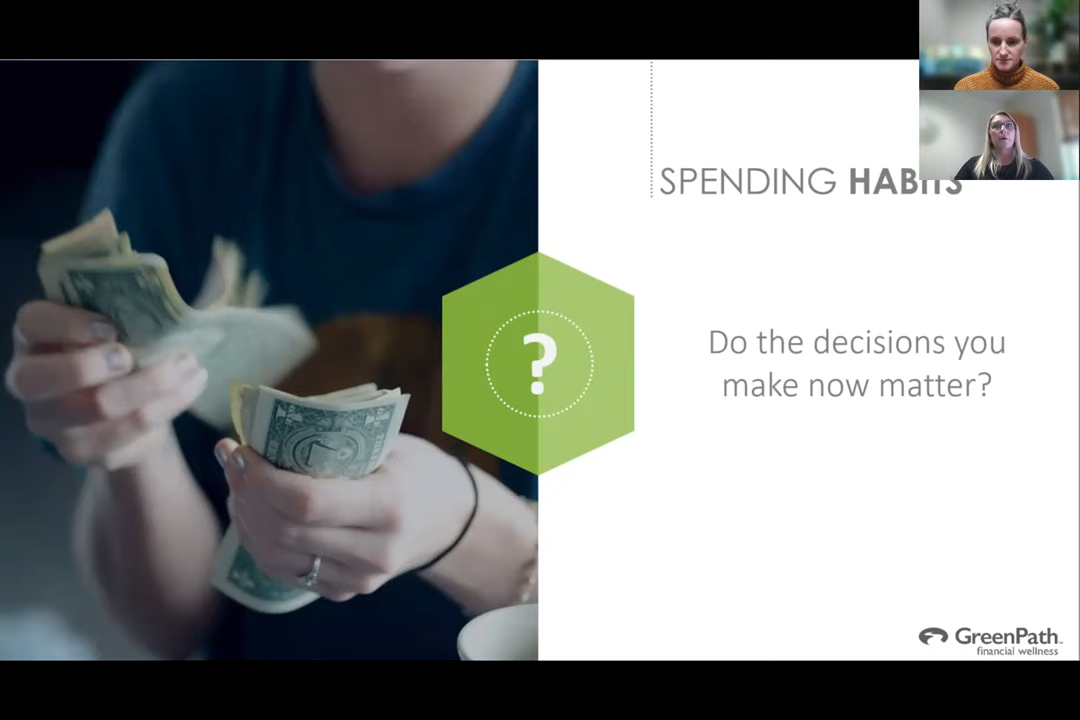 SPENDING HABITS
?
Do the decisions you
make now matter?
GreenPath
financial wellness